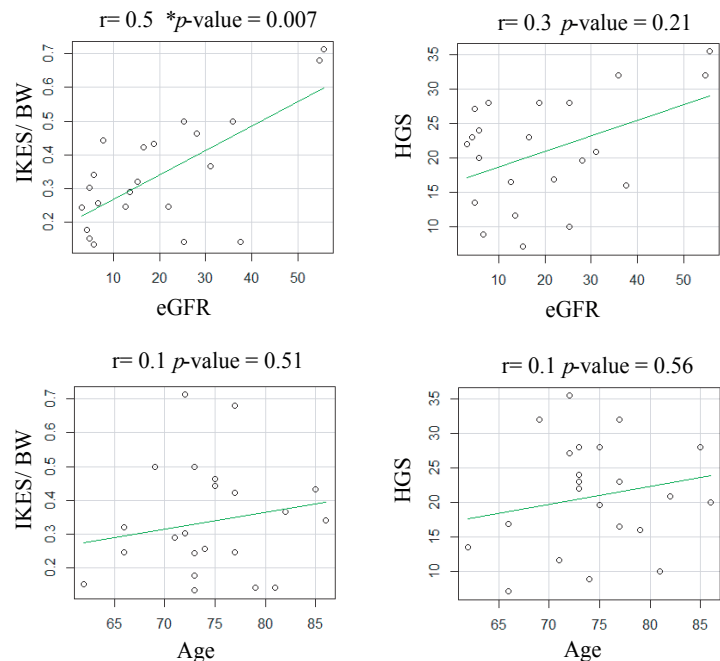 r= 0.5 *p-value = 0.007
IKES/ BW
0.7
0.6
0.5
0.4
0.3
0.2
10 20 30 40 50
eGFR
r= 0.3 p-value = 0.21
HGS
35
30
25
20
15
10
10 20 30 40 50
eGFR
r= 0.1 p-value = 0.51
IKES/ BW
0.7
0.6
0.5
0.4
0.3
0.2
65 70 75 80 85
Age
r= 0.1 p-value = 0.56
HGS
35
30
25
20
15
10
65 70 75 80 85
Age